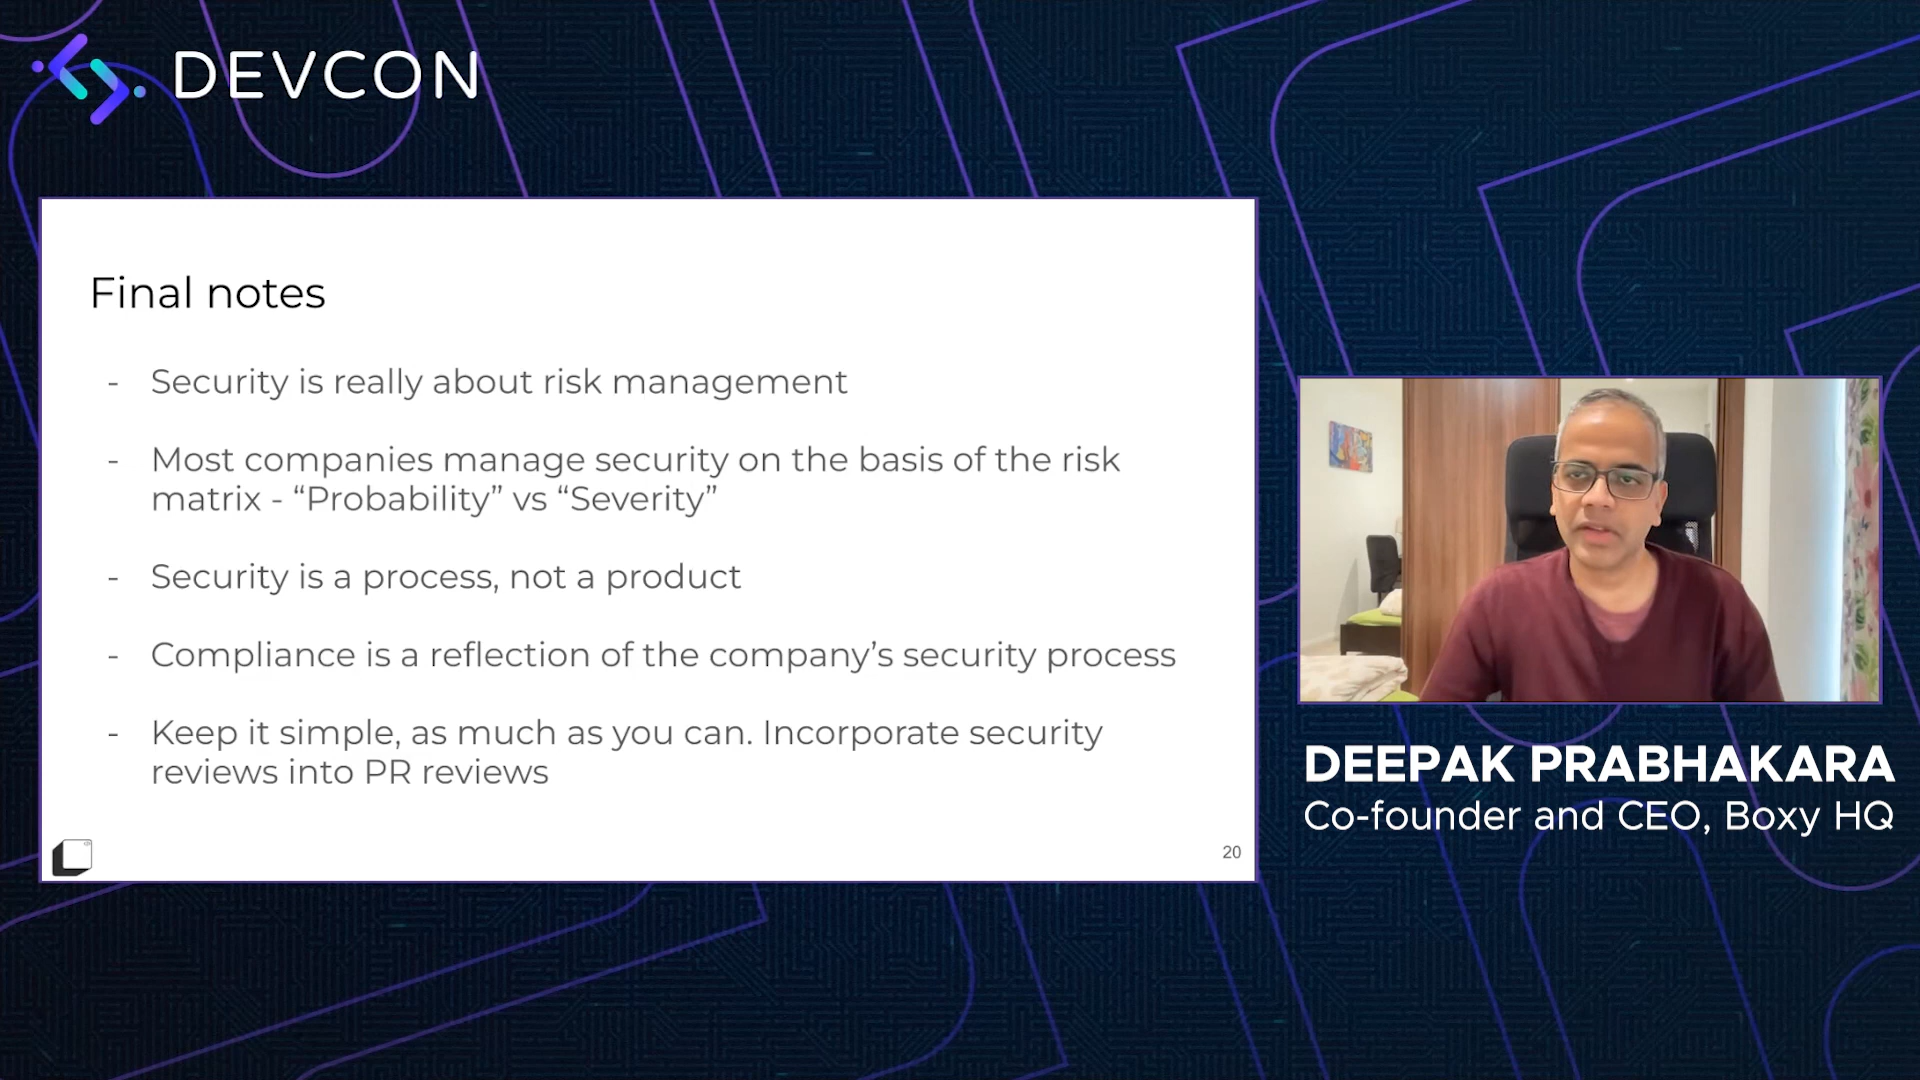 DEVCON
Final notes
- Security is really about risk management
- Most companies manage security on the basis of the risk
matrix - “Probability” vs “Severity”
- Security is a process, not a product
- Compliance is a reflection of the company’s security process
- Keep it simple, as much as you can. Incorporate security
reviews into PR reviews
20
DEEPAK PRABHAKARA
Co-founder and CEO, Boxy HQ